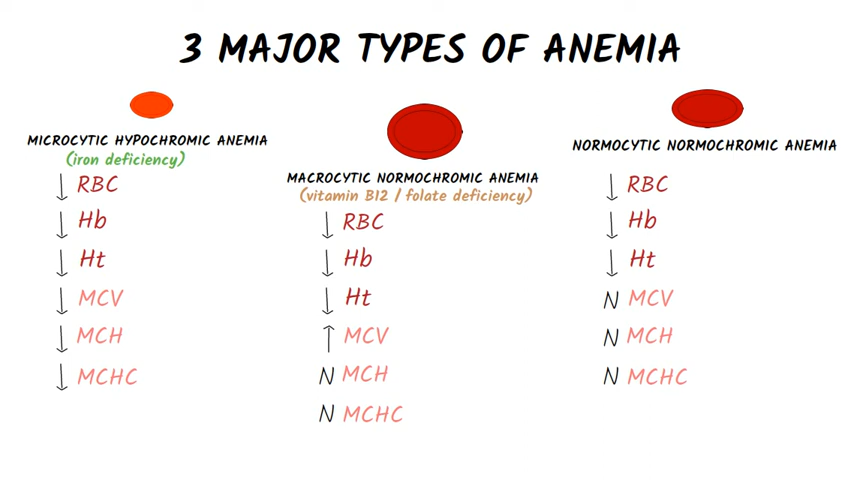 3 MAJOR TYPES OF ANEMIA
MICROCYTIC HYPOCHROMIC ANEMIA
(iron deficiency)
↓ RBC
↓ Hb
↓ Ht
↓ MCV
↓ MCH
↓ MCHC
MACROCYTIC NORMOCHROMIC ANEMIA
(vitamin B12 / folate deficiency)
↓ RBC
↓ Hb
↓ Ht
↑ MCV
N MCH
N MCHC
NORMOCYTIC NORMOCHROMIC ANEMIA
↓ RBC
↓ Hb
↓ Ht
N MCV
N MCH
N MCHC